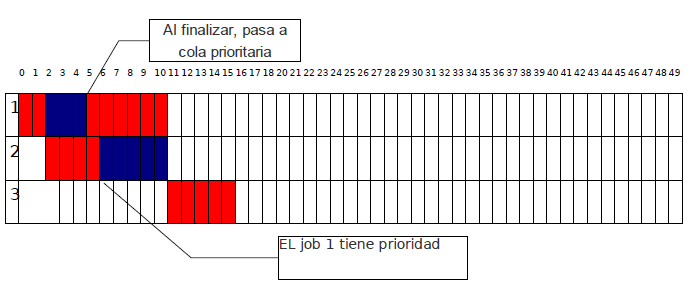 Al finalizar, pasa a
cola prioritaria
0 1 2 3 4 5 6 7 8 9 10 11 12 13 14 15 16 17 18 19 20 21 22 23 24 25 26 27 28 29 30 31 32 33 34 35 36 37 38 39 40 41 42 43 44 45 46 47 48 49
1
2
3
EL job 1 tiene prioridad